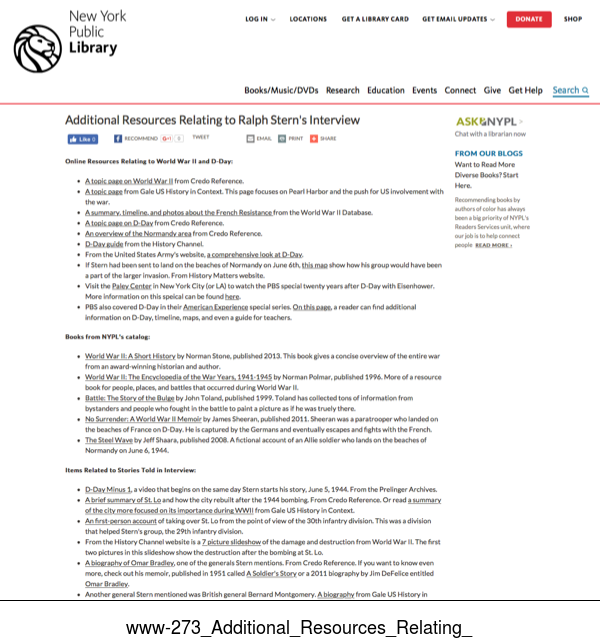 New York
Public
Library
LOG IN
LOCATIONS
GET A LIBRARY CARD
GET EMAIL UPDATES
DONATE
SHOP
Books/Music/DVDs Research Education Events Connect Give Get Help Search
Additional Resources Relating to Ralph Stern's Interview
Like 0
RECOMMEND
TWEET
EMAIL
PRINT
SHARE
Online Resources Relating to World War II and D-Day:
A topic page on World War II from Credo Reference.
A topic page from Gale US History in Context. This page focuses on Pearl Harbor and the push for US involvement with
the war.
A summary, timeline, and photos about the French Resistance from the World War II Database.
A topic page on D-Day from Credo Reference.
An overview of the Normandy area from Credo Reference.
D-Day guide from the History Channel.
From the United States Army's website, a comprehensive look at D-Day.
If Stern had been sent to land on the beaches of Normandy on June 6th, this map show how his group would have been
a part of the larger invasion. From History Matters website.
Visit the Paley Center in New York City (or LA) to watch the PBS special twenty years after D-Day with Eisenhower.
More information on this speical can be found here.
PBS also covered D-Day in their American Experience special series. On this page, a reader can find additional
information on D-Day, timeline, maps, and even a guide for teachers.
Books from NYPL's catalog:
World War II: A Short History by Norman Stone, published 2013. This book gives a concise overview of the entire war
from an award-winning historian and author.
World War II: The Encyclopedia of the War Years, 1941-1945 by Norman Polmar, published 1996. More of a resource
book for people, places, and battles that occurred during World War II.
Battle: The Story of the Bulge by John Toland, published 1999. Toland has collected tons of information from
bystanders and people who fought in the battle to paint a picture as if he was truely there.
No Surrender: A World War II Memoir by James Sheeran, published 2011. Sheeran was a paratrooper who landed on
the beaches of France on D-Day. He is captured by the Germans and eventually escapes and fights with the French.
The Steel Wave by Jeff Shaara, published 2008. A fictional account of an Allie soldier who lands on the beaches of
Normandy on June 6, 1944.
Items Related to Stories Told in Interview:
D-Day Minus 1, a video that begins on the same day Stern starts his story, June 5, 1944. From the Prelinger Archives.
A brief summary of St. Lo and how the city rebuilt after the 1944 bombing. From Credo Reference. Or read a summary
of the city more focused on its importance during WWII from Gale US History in Context.
An first-person account of taking over St. Lo from the point of view of the 30th infantry division. This was a division
that helped Stern's group, the 29th infantry division.
From the History Channel website is a 7 picture slideshow of the damage and destruction from World War II. The first
two pictures in this slideshow show the destruction after the bombing at St. Lo.
A biography of Omar Bradley, one of the generals Stern mentions. From Credo Reference. If you want to know even
more, check out his memoir, published in 1951 called A Soldier's Story or a 2011 biography by Jim DeFelice entitled
Omar Bradley.
Another general Stern mentioned was British general Bernard Montgomery. A biography from Gale US History in
ASK NYPL
Chat with a librarian now
FROM OUR BLOGS
Want to Read More
Diverse Books? Start
Here.
Recommending books by
authors of color has always
been a big priority of NYPL's
Readers Services unit, where
our job is to help connect
people READ MORE ›
www-273_Additional_Resources_Relating_